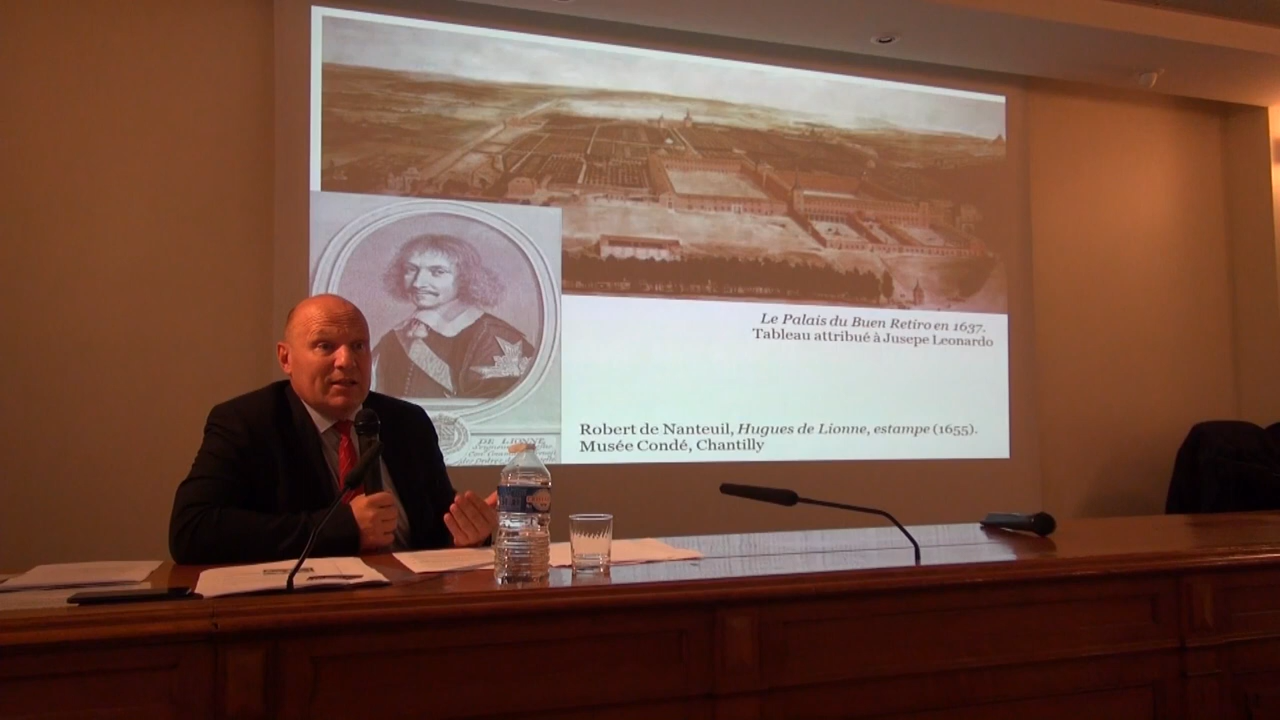 Le Palais du Buen Retiro en 1637.
Tableau attribué à Jusepe Leonardo
Robert de Nanteuil, Hugues de Lionne, estampe (1655).
Musée Condé, Chantilly
DE LIONNE